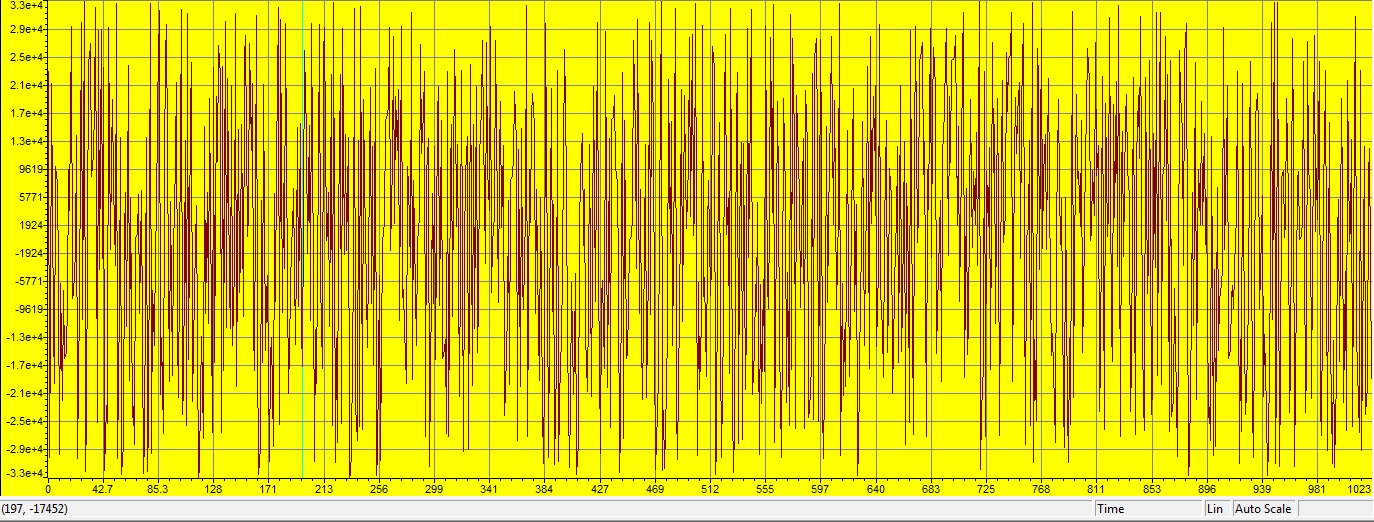 3.3e+4
2.9e+4
2.5e+4
2.1e+4
1.7e+4
1.3e+4
9619
5771
1924
-1924
-5771
-9619
-1.3e+4
-1.7e+4
-2.1e+4
-2.5e+4
-2.9e+4
-3.3e+4
0 42.7 85.3 128 171 213 256 299 341 384 427 469 512 555 597 640 683 725 768 811 853 896 939 981 1023
(197, -17452) Time Lin Auto Scale